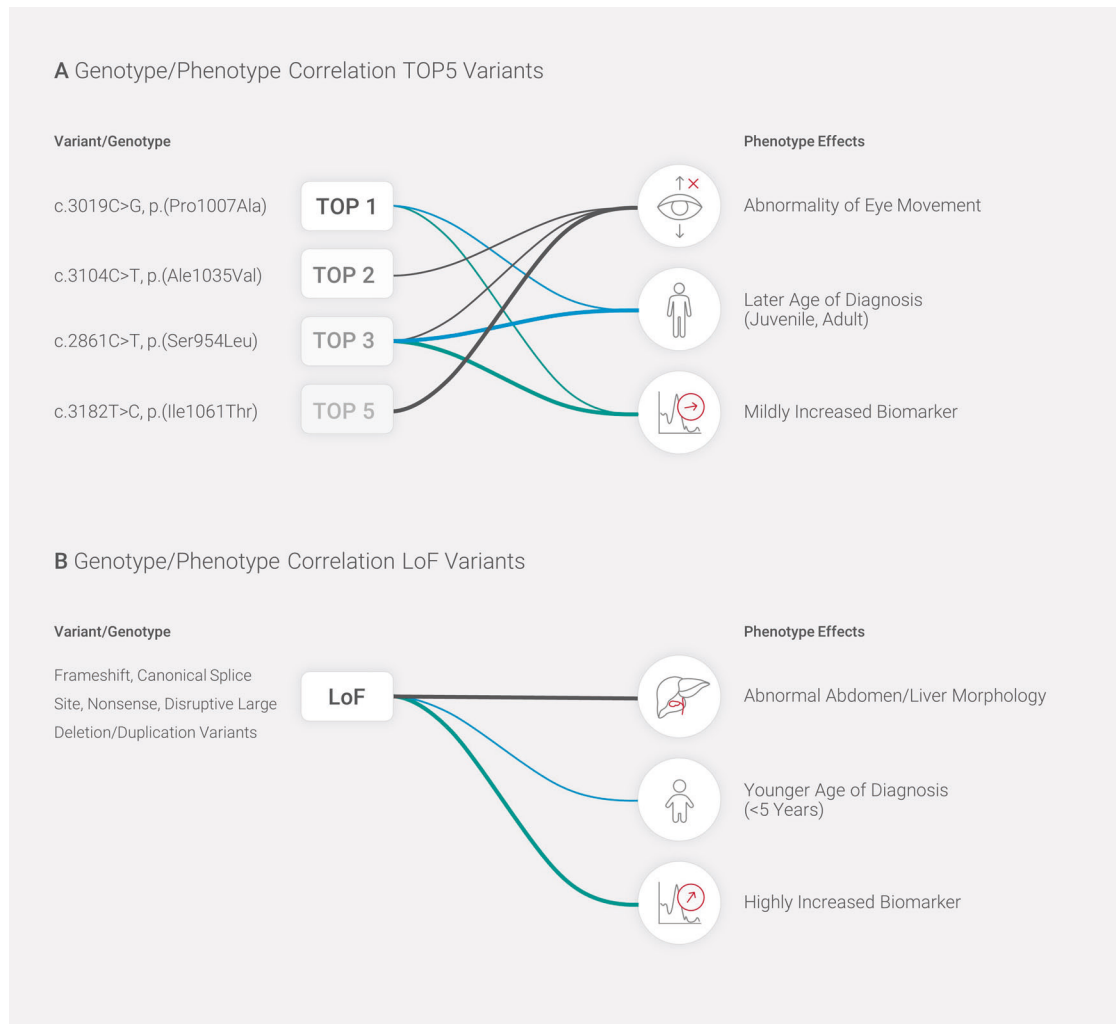 A Genotype/Phenotype Correlation TOP5 Variants
Variant/Genotype
Phenotype Effects
c.3019C>G, p.(Pro1007Ala)
TOP 1
Abnormality of Eye Movement
c.3104C>T, p.(Ale1035Val)
TOP 2
Later Age of Diagnosis
(Juvenile, Adult)
c.2861C>T, p.(Ser954Leu)
TOP 3
c.3182T>C, p.(Ile1061Thr)
TOP 5
Mildly Increased Biomarker
B Genotype/Phenotype Correlation LoF Variants
Variant/Genotype
Phenotype Effects
Frameshift, Canonical Splice
Site, Nonsense, Disruptive Large
Deletion/Duplication Variants
LoF
Abnormal Abdomen/Liver Morphology
Younger Age of Diagnosis
(<5 Years)
Highly Increased Biomarker